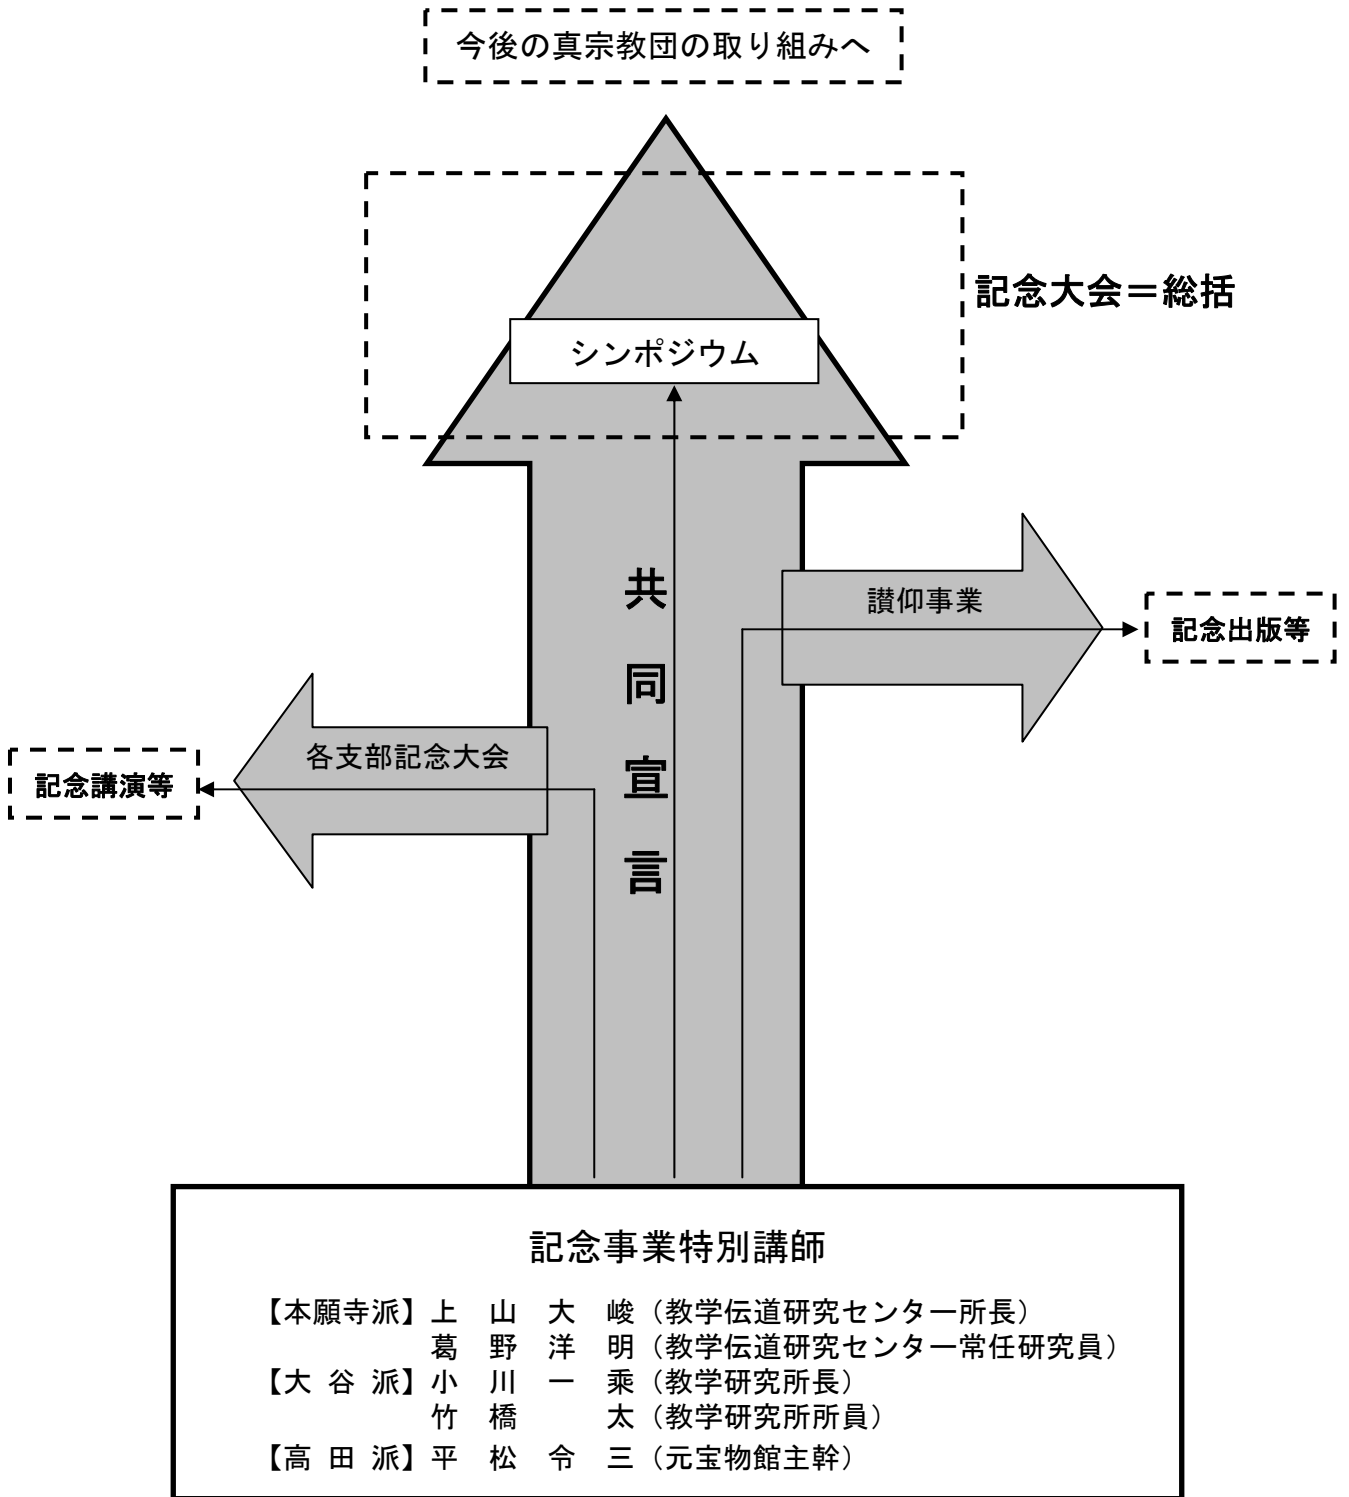 今後の真宗教団の取り組みへ
記念大会＝総括
シンポジウム
共同宣言
讃仰事業
記念出版等
各支部記念大会
記念講演等
記念事業特別講師
【本願寺派】上　山　大　峻（教学伝道研究センター所長）
葛　野　洋　明（教学伝道研究センター常任研究員）
【大 谷 派】小　川　一　乘（教学研究所長）
竹　橋　　　太（教学研究所所員）
【高 田 派】平　松　令　三（元宝物館主幹）